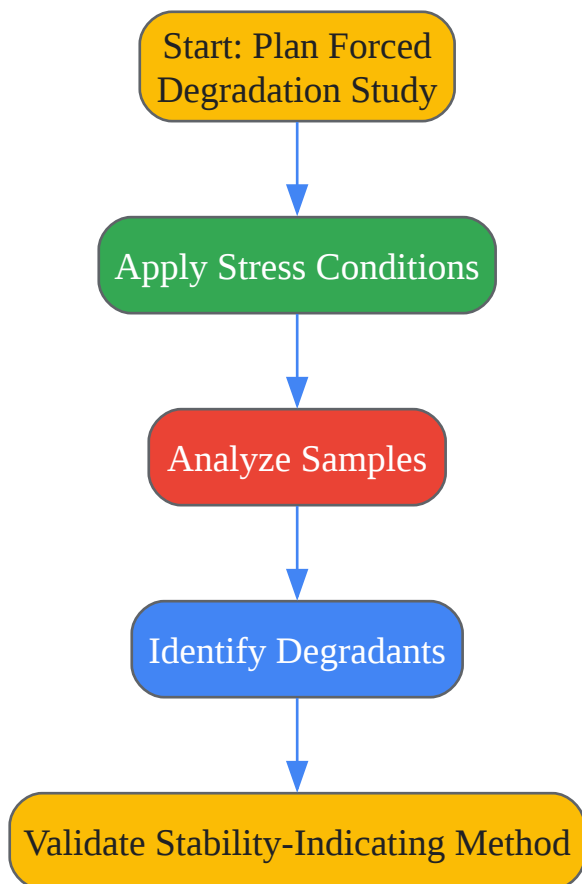 Start: Plan Forced
Degradation Study
Apply Stress Conditions
Analyze Samples
Identify Degradants
Validate Stability-Indicating Method